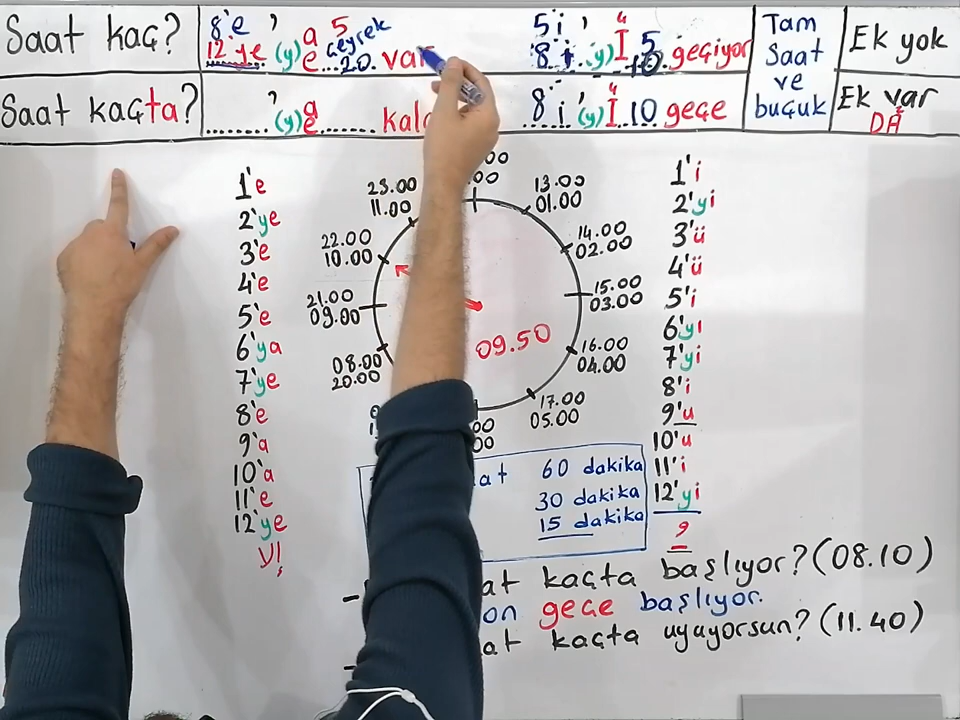 Saat kaç?
8'e ' (y) a 5 çeyrek
12'ye e...20. var
5 i ' (y) ı 5
8 i 10 geçiyor
Tam Saat ve buçuk
Ek yok
Saat kaçta?
........ ' (y) a e ......
8 i ' (y) I 10 geçe
Ek var
DA
1'e
2'ye
3'e
4'e
5'e
6'ya
7'ye
8'e
9'a
10'a
11'e
12'ye
23.00
11.00
22.00
10.00
21.00
09.00
08.00
20.00
13.00
01.00
14.00
02.00
15.00
03.00
16.00
04.00
17.00
05.00
09.50
1'i
2'yi
3'ü
4'ü
5'i
6'yı
7'yi
8'i
9'u
10'u
11'i
12'yi
9
60 dakika
30 dakika
15 dakika
kaçta başlıyor? (08.10)
on geçe başlıyor.
kaçta uyuyorsun? (11.40)